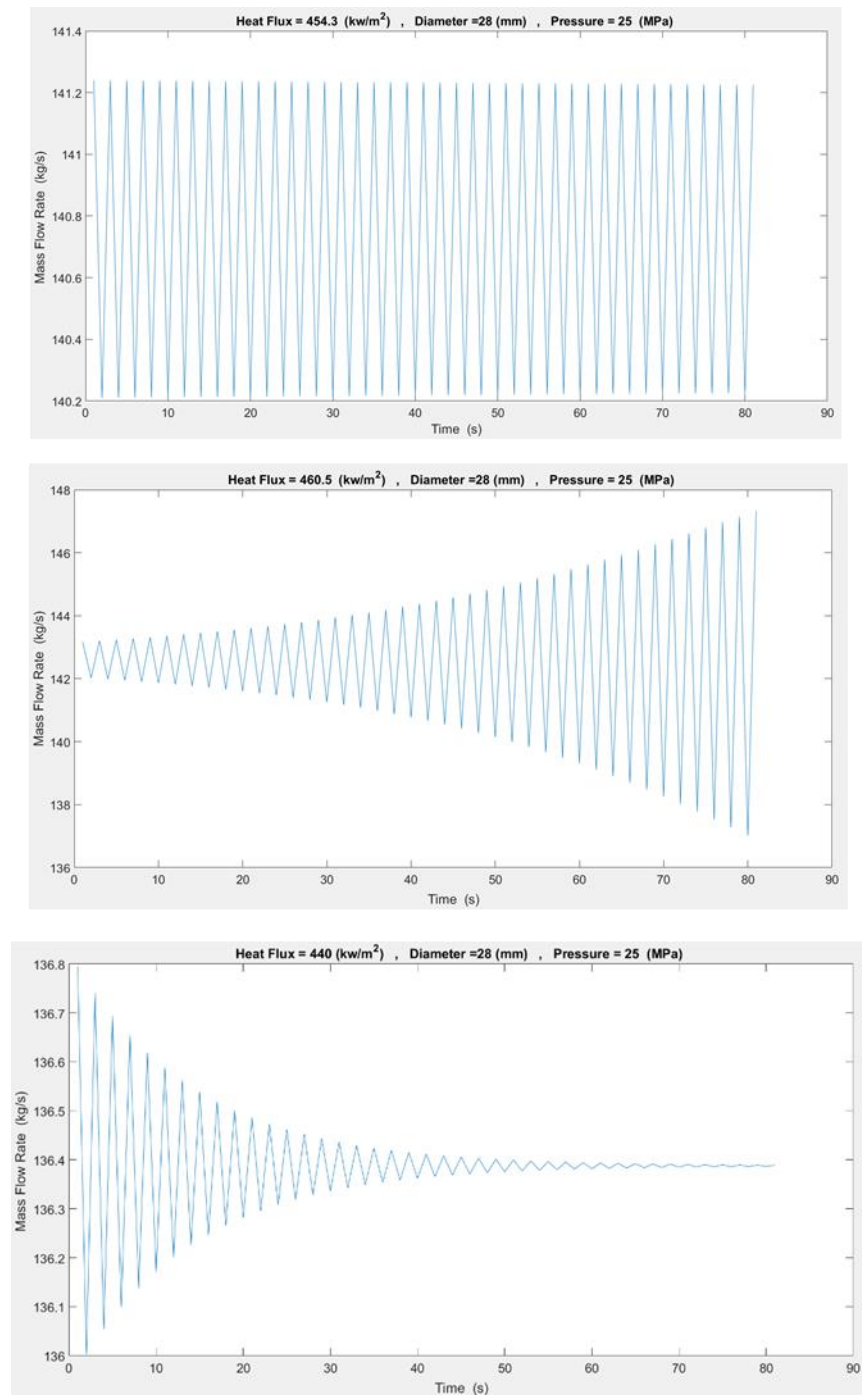 Heat Flux = 454.3 (kw/m²) , Diameter =28 (mm) , Pressure = 25 (MPa)
141.4
141.2
141
140.8
140.6
140.4
140.2
Mass Flow Rate (kg/s)
0 10 20 30 40 50 60 70 80 90
Time (s)
Heat Flux = 460.5 (kw/m²) , Diameter =28 (mm) , Pressure = 25 (MPa)
148
146
144
142
140
138
136
Mass Flow Rate (kg/s)
0 10 20 30 40 50 60 70 80 90
Time (s)
Heat Flux = 440 (kw/m²) , Diameter =28 (mm) , Pressure = 25 (MPa)
136.8
136.7
136.6
136.5
136.4
136.3
136.2
136.1
136
Mass Flow Rate (kg/s)
0 10 20 30 40 50 60 70 80 90
Time (s)